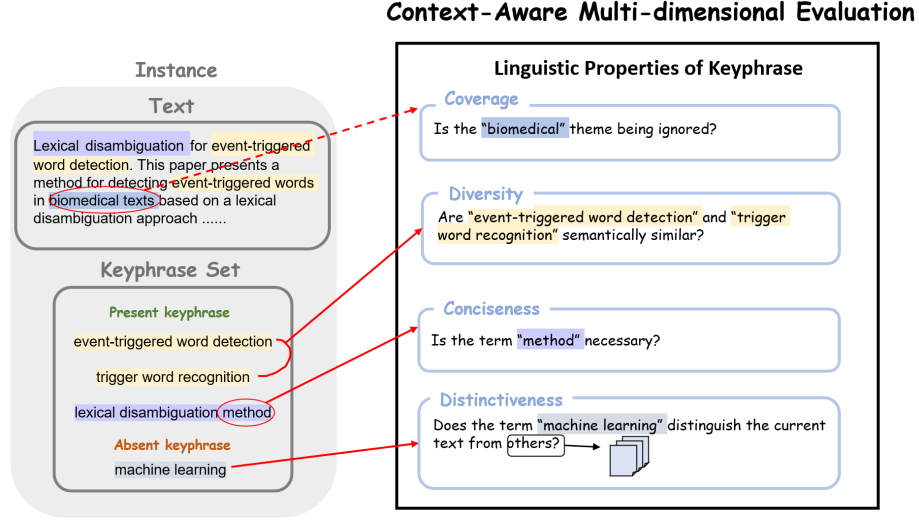 Context-Aware Multi-dimensional Evaluation
Instance
Text
Lexical disambiguation for event-triggered
word detection. This paper presents a
method for detecting event-triggered words
in biomedical texts based on a lexical
disambiguation approach ......
Keyphrase Set
Present keyphrase
event-triggered word detection
trigger word recognition
lexical disambiguation method
Absent keyphrase
machine learning
Linguistic Properties of Keyphrase
Coverage
Is the “biomedical” theme being ignored?
Diversity
Are “event-triggered word detection” and “trigger
word recognition” semantically similar?
Conciseness
Is the term “method” necessary?
Distinctiveness
Does the term “machine learning” distinguish the current
text from others?